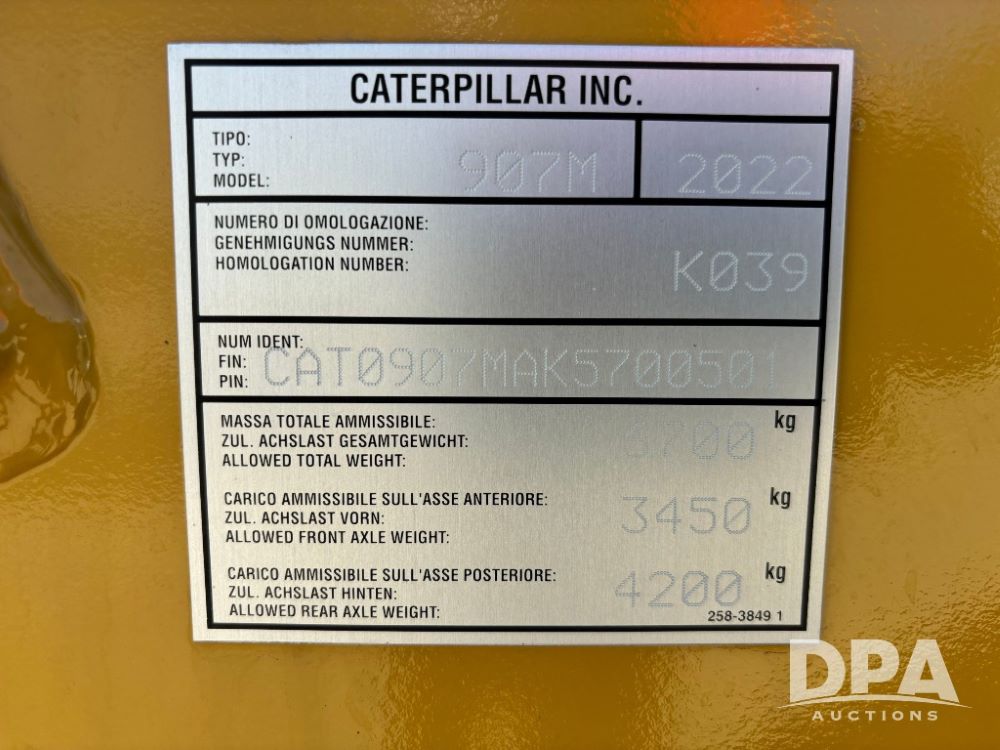 CATERPILLAR INC.
TIPO:
TYP:
MODEL: 907M 2022
NUMERO DI OMOLOGAZIONE:
GENEHMIGUNGS NUMMER:
HOMOLOGATION NUMBER: K039
NUM IDENT:
FIN: CAT0907MAK5700501
PIN:
MASSA TOTALE AMMISSIBILE: kg
ZUL. ACHSLAST GESAMTGEWICHT:
ALLOWED TOTAL WEIGHT:
CARICO AMMISSIBILE SULL'ASSE ANTERIORE: kg
ZUL. ACHSLAST VORN: 3450
ALLOWED FRONT AXLE WEIGHT:
CARICO AMMISSIBILE SULL'ASSE POSTERIORE: kg
ZUL. ACHSLAST HINTEN: 4200
ALLOWED REAR AXLE WEIGHT: 258-3849 1
DPA
AUCTIONS